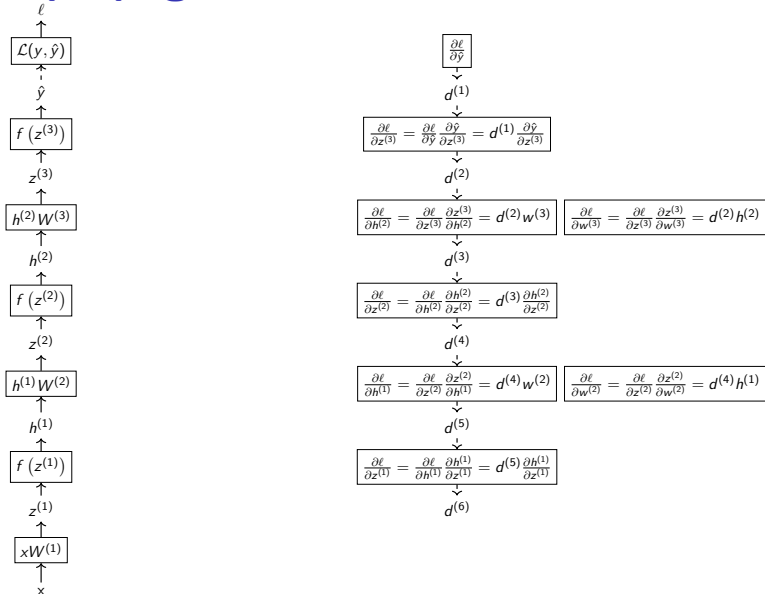 ℓ
ℒ(y, ŷ)
ŷ
f (z⁽³⁾)
z⁽³⁾
h⁽²⁾W⁽³⁾
h⁽²⁾
f (z⁽²⁾)
z⁽²⁾
h⁽¹⁾W⁽²⁾
h⁽¹⁾
f (z⁽¹⁾)
z⁽¹⁾
xW⁽¹⁾
x
∂ℓ/∂ŷ
d⁽¹⁾
∂ℓ/∂z⁽³⁾ = ∂ℓ/∂ŷ ∂ŷ/∂z⁽³⁾ = d⁽¹⁾ ∂ŷ/∂z⁽³⁾
d⁽²⁾
∂ℓ/∂h⁽²⁾ = ∂ℓ/∂z⁽³⁾ ∂z⁽³⁾/∂h⁽²⁾ = d⁽²⁾w⁽³⁾
∂ℓ/∂w⁽³⁾ = ∂ℓ/∂z⁽³⁾ ∂z⁽³⁾/∂w⁽³⁾ = d⁽²⁾h⁽²⁾
d⁽³⁾
∂ℓ/∂z⁽²⁾ = ∂ℓ/∂h⁽²⁾ ∂h⁽²⁾/∂z⁽²⁾ = d⁽³⁾ ∂h⁽²⁾/∂z⁽²⁾
d⁽⁴⁾
∂ℓ/∂h⁽¹⁾ = ∂ℓ/∂z⁽²⁾ ∂z⁽²⁾/∂h⁽¹⁾ = d⁽⁴⁾w⁽²⁾
∂ℓ/∂w⁽²⁾ = ∂ℓ/∂z⁽²⁾ ∂z⁽²⁾/∂w⁽²⁾ = d⁽⁴⁾h⁽¹⁾
d⁽⁵⁾
∂ℓ/∂z⁽¹⁾ = ∂ℓ/∂h⁽¹⁾ ∂h⁽¹⁾/∂z⁽¹⁾ = d⁽⁵⁾ ∂h⁽¹⁾/∂z⁽¹⁾
d⁽⁶⁾